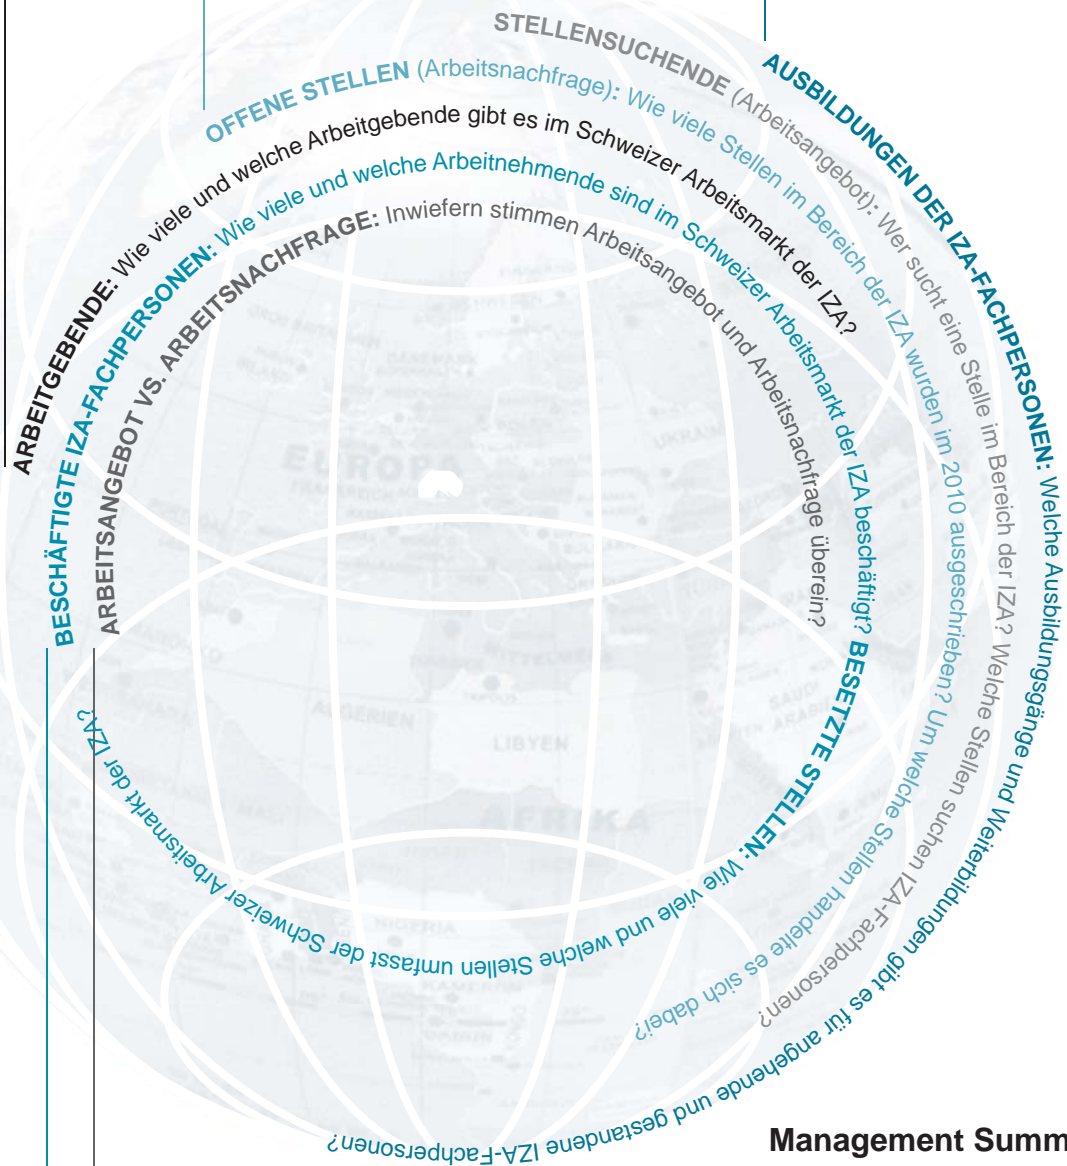 STELLENSUCHENDE (Arbeitsangebot): Wer sucht eine Stelle im Bereich der IZA? Welche Stellen suchen IZA-Fachpersonen?
AUSBILDUNGEN DER IZA-FACHPERSONEN: Welche Ausbildungsgänge und Weiterbildungen gibt es für angehende und gestandene IZA-Fachpersonen?
OFFENE STELLEN (Arbeitsnachfrage): Wie viele Stellen im Bereich der IZA wurden im 2010 ausgeschrieben? Um welche Stellen handelte es sich dabei?
ARBEITGEBENDE: Wie viele und welche Arbeitgebende gibt es im Schweizer Arbeitsmarkt der IZA?
BESCHÄFTIGTE IZA-FACHPERSONEN: Wie viele und welche Arbeitnehmende sind im Schweizer Arbeitsmarkt der IZA beschäftigt? BESETZTE STELLEN: Wie viele und welche Stellen umfasst der Schweizer Arbeitsmarkt der IZA?
ARBEITSANGEBOT VS. ARBEITSNACHFRAGE: Inwiefern stimmen Arbeitsangebot und Arbeitsnachfrage überein?
EUROPA
UKRAINE
ALGERIEN
LIBYEN
AFRIKA
NIGERIA
KAMERUN
Management Summ